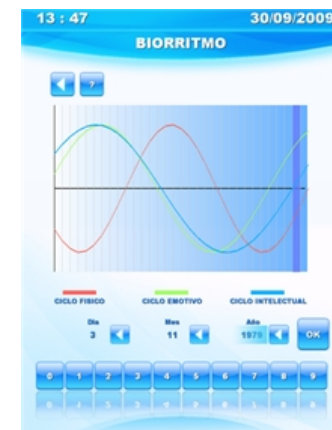 13 : 47 30/09/2009
BIORRITMO
?
CICLO FISICO CICLO EMOTIVO CICLO INTELECTUAL
Dia Mes Año
3 11 1979 OK
0 1 2 3 4 5 6 7 8 9